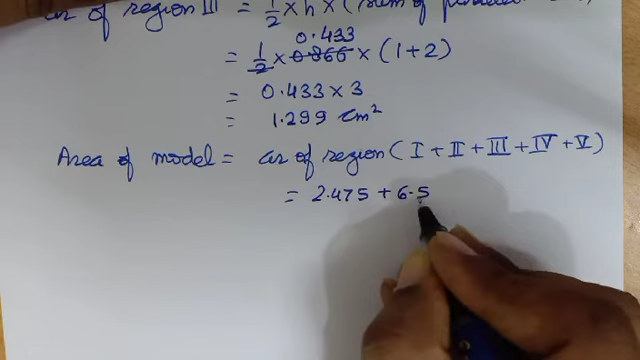 ar of region III = 1/2 × h × (sum of parallel
0.433
= 1/2 × 0.866 × (1+2)
= 0.433 × 3
= 1.299 cm²
Area of model = ar of region (I + II + III + IV + V)
= 2.475 + 6.5